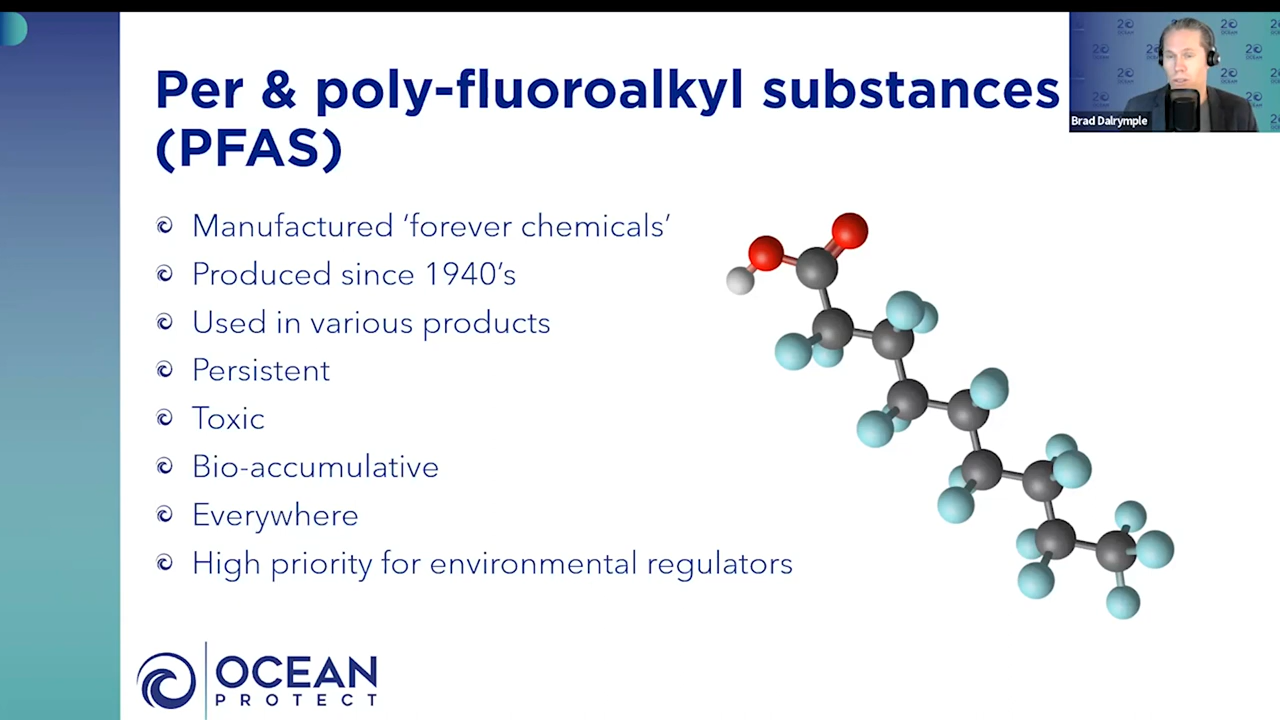 Per & poly-fluoroalkyl substances
(PFAS)
Manufactured ‘forever chemicals’
Produced since 1940’s
Used in various products
Persistent
Toxic
Bio-accumulative
Everywhere
High priority for environmental regulators
OCEAN
PROTECT
Brad Dalrymple